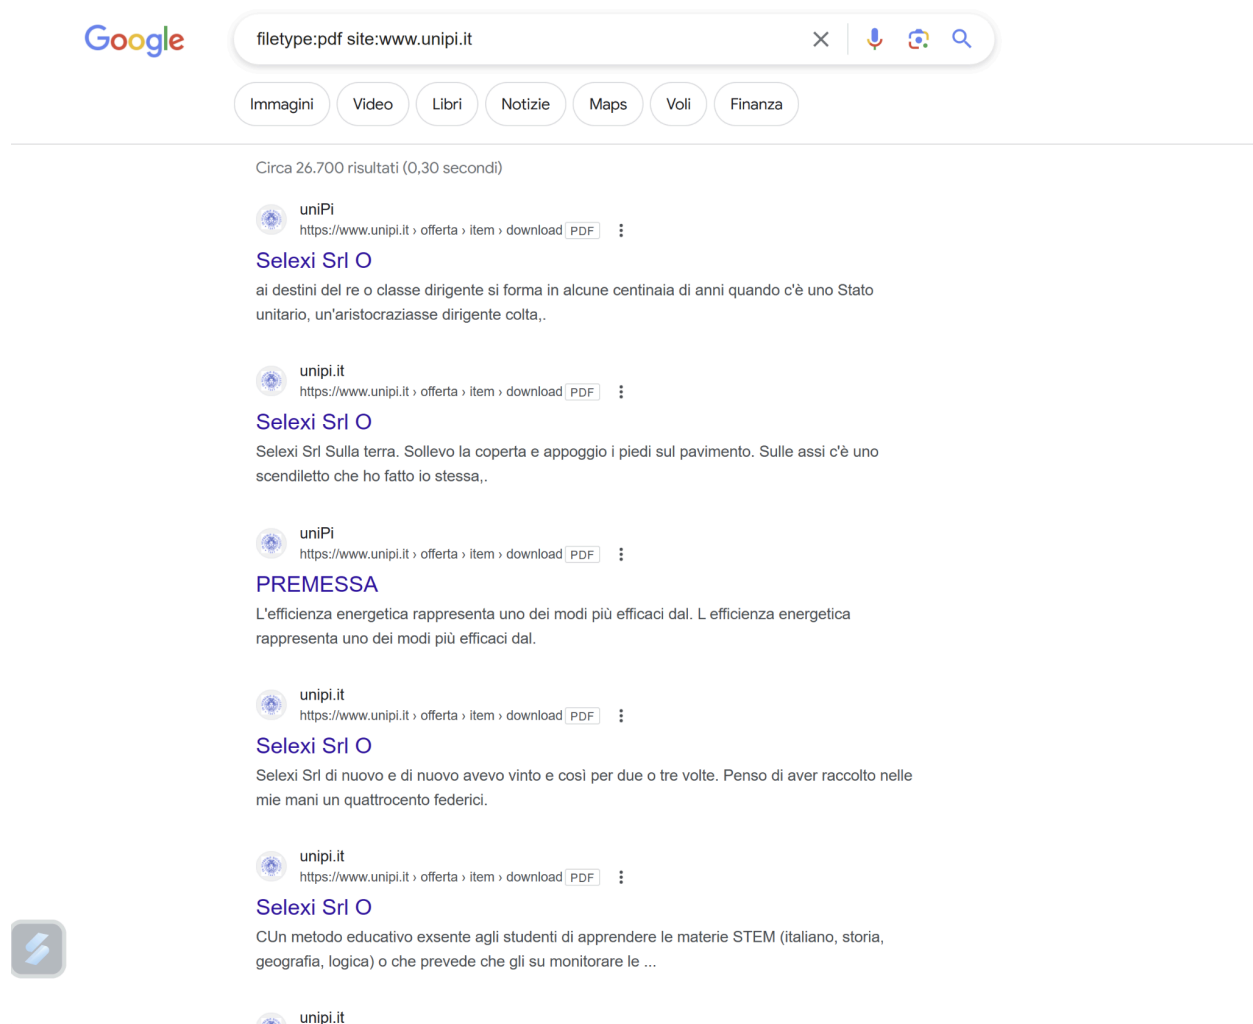 Google
filetype:pdf site:www.unipi.it
Immagini Video Libri Notizie Maps Voli Finanza
Circa 26.700 risultati (0,30 secondi)
uniPi
https://www.unipi.it › offerta › item › download PDF
Selexi Srl O
ai destini del re o classe dirigente si forma in alcune centinaia di anni quando c'è uno Stato
unitario, un'aristocraziasse dirigente colta,.
unipi.it
https://www.unipi.it › offerta › item › download PDF
Selexi Srl O
Selexi Srl Sulla terra. Sollevo la coperta e appoggio i piedi sul pavimento. Sulle assi c'è uno
scendiletto che ho fatto io stessa,.
uniPi
https://www.unipi.it › offerta › item › download PDF
PREMESSA
L'efficienza energetica rappresenta uno dei modi più efficaci dal. L efficienza energetica
rappresenta uno dei modi più efficaci dal.
unipi.it
https://www.unipi.it › offerta › item › download PDF
Selexi Srl O
Selexi Srl di nuovo e di nuovo avevo vinto e così per due o tre volte. Penso di aver raccolto nelle
mie mani un quattrocento federici.
unipi.it
https://www.unipi.it › offerta › item › download PDF
Selexi Srl O
CUn metodo educativo exsente agli studenti di apprendere le materie STEM (italiano, storia,
geografia, logica) o che prevede che gli su monitorare le ...
unipi.it